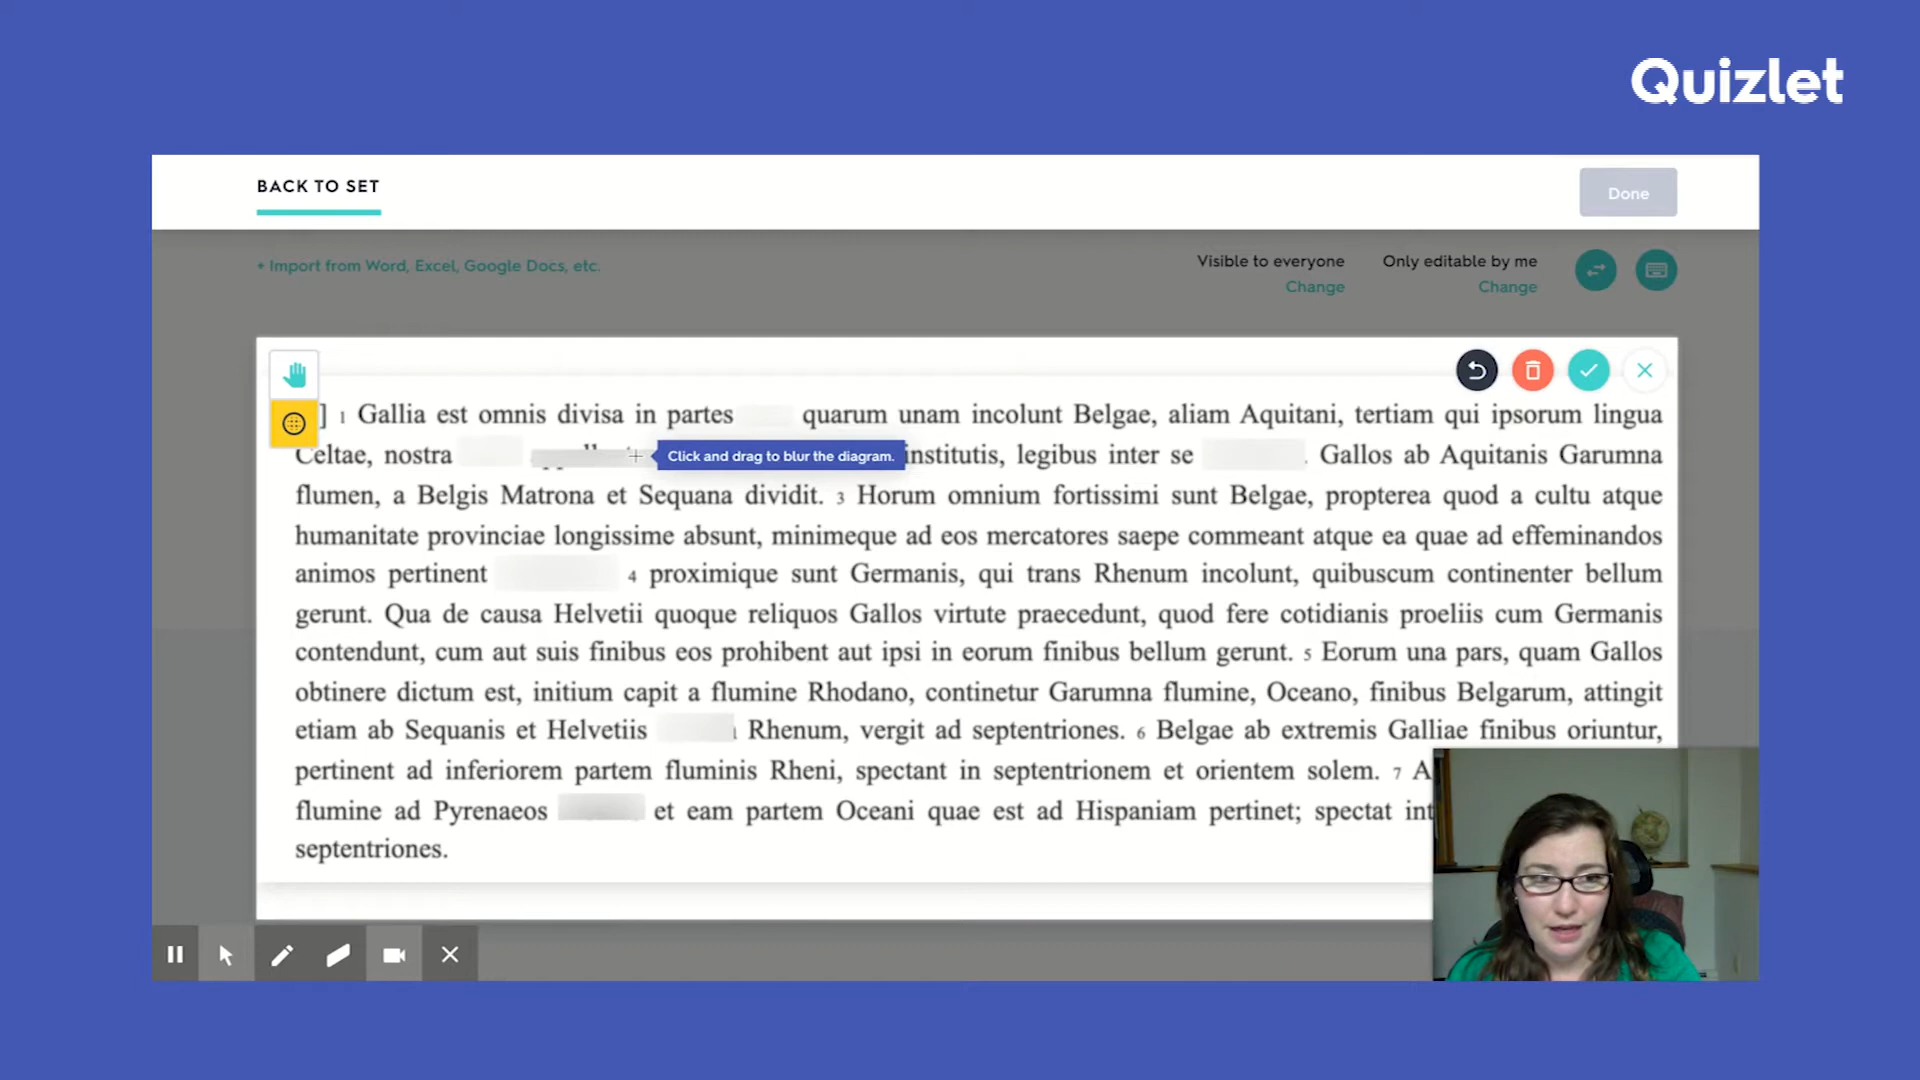 Quizlet
BACK TO SET
Done
+ Import from Word, Excel, Google Docs, etc.
Visible to everyone
Change
Only editable by me
Change
] 1 Gallia est omnis divisa in partes quarum unam incolunt Belgae, aliam Aquitani, tertiam qui ipsorum lingua
Celtae, nostra Click and drag to blur the diagram. institutis, legibus inter se . Gallos ab Aquitanis Garumna
flumen, a Belgis Matrona et Sequana dividit. 3 Horum omnium fortissimi sunt Belgae, propterea quod a cultu atque
humanitate provinciae longissime absunt, minimeque ad eos mercatores saepe commeant atque ea quae ad effeminandos
animos pertinent 4 proximique sunt Germanis, qui trans Rhenum incolunt, quibuscum continenter bellum
gerunt. Qua de causa Helvetii quoque reliquos Gallos virtute praecedunt, quod fere cotidianis proeliis cum Germanis
contendunt, cum aut suis finibus eos prohibent aut ipsi in eorum finibus bellum gerunt. 5 Eorum una pars, quam Gallos
obtinere dictum est, initium capit a flumine Rhodano, continetur Garumna flumine, Oceano, finibus Belgarum, attingit
etiam ab Sequanis et Helvetiis Rhenum, vergit ad septentriones. 6 Belgae ab extremis Galliae finibus oriuntur,
pertinent ad inferiorem partem fluminis Rheni, spectant in septentrionem et orientem solem. 7 A
flumine ad Pyrenaeos et eam partem Oceani quae est ad Hispaniam pertinet; spectat int
septentriones.